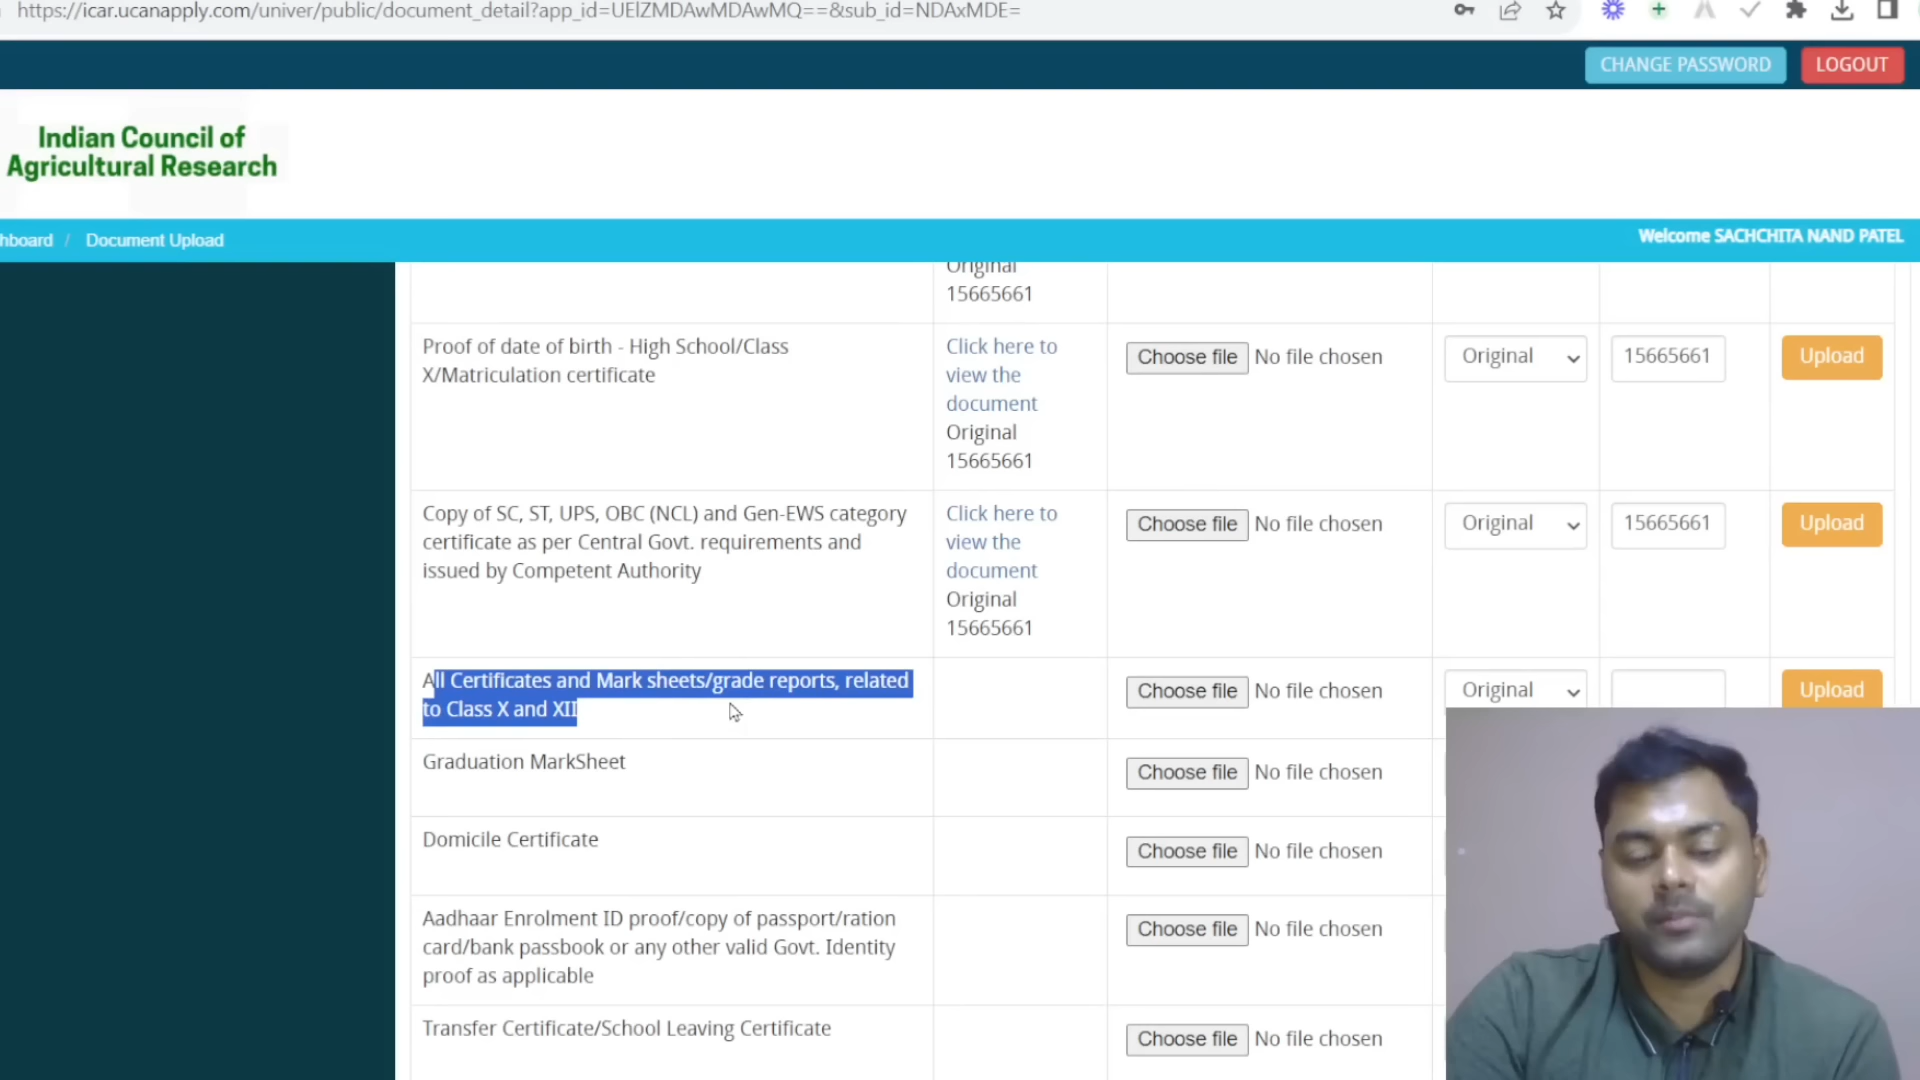 https://icar.ucanapply.com/univer/public/document_detail?app_id=UElZMDAwMDAwMQ==&sub_id=NDAxMDE=
CHANGE PASSWORD
LOGOUT
Indian Council of
Agricultural Research
hboard / Document Upload
Welcome SACHCHITA NAND PATEL
Original
15665661
Proof of date of birth - High School/Class
X/Matriculation certificate
Click here to
view the
document
Original
15665661
Choose file No file chosen
Original
15665661
Upload
Copy of SC, ST, UPS, OBC (NCL) and Gen-EWS category
certificate as per Central Govt. requirements and
issued by Competent Authority
Click here to
view the
document
Original
15665661
Choose file No file chosen
Original
15665661
Upload
All Certificates and Mark sheets/grade reports, related
to Class X and XII
Choose file No file chosen
Original
Upload
Graduation MarkSheet
Choose file No file chosen
Domicile Certificate
Choose file No file chosen
Aadhaar Enrolment ID proof/copy of passport/ration
card/bank passbook or any other valid Govt. Identity
proof as applicable
Choose file No file chosen
Transfer Certificate/School Leaving Certificate
Choose file No file chosen